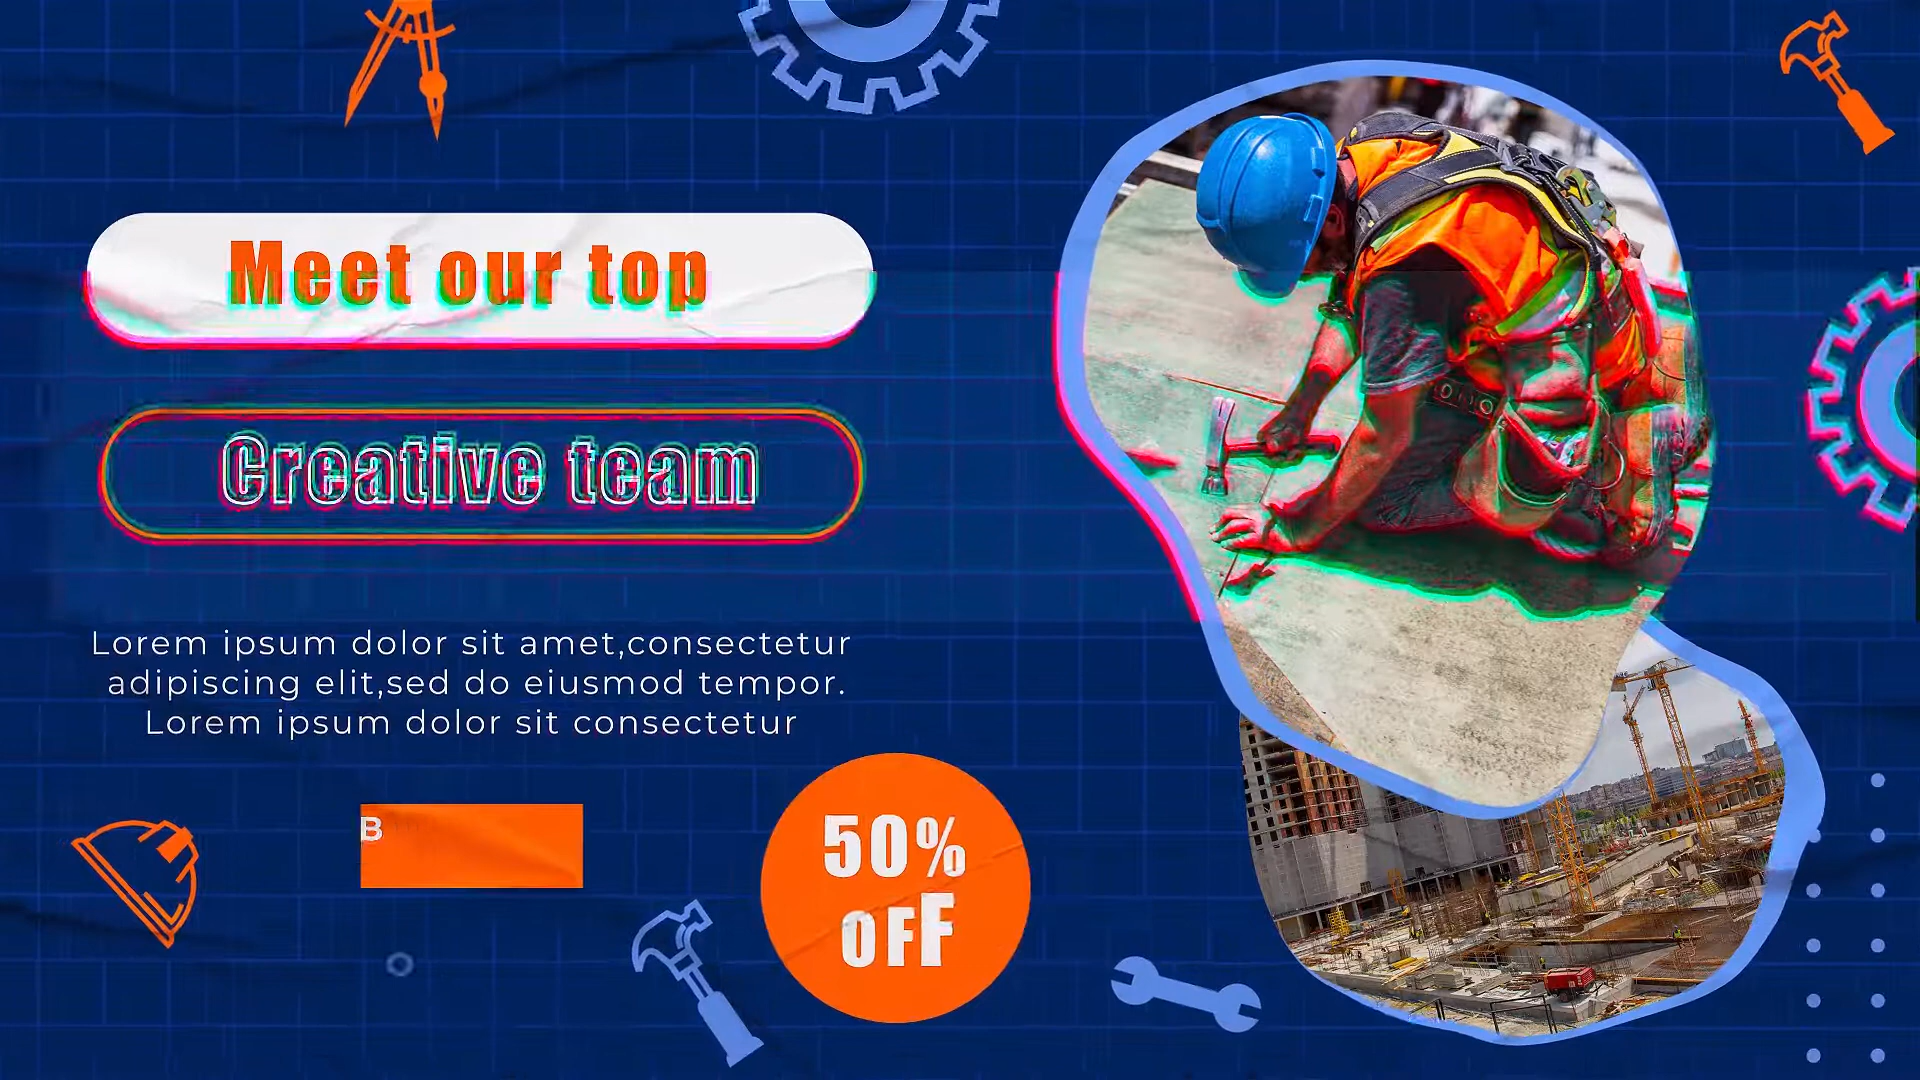 Meet our top
Creative team
Lorem ipsum dolor sit amet,consectetur
adipiscing elit,sed do eiusmod tempor.
Lorem ipsum dolor sit consectetur
B
50%
OFF